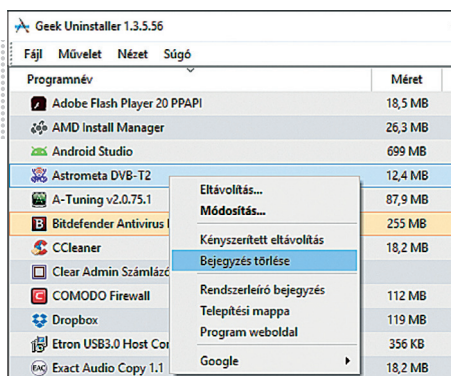 Geek Uninstaller 1.3.5.56
Fájl Művelet Nézet Súgó
Programnév Méret
Adobe Flash Player 20 PPAPI 18,5 MB
AMD Install Manager 26,3 MB
Android Studio 699 MB
Astrometa DVB-T2 12,4 MB
A-Tuning v2.0.75.1 87,9 MB
Bitdefender Antivirus 255 MB
CCleaner 18,2 MB
Clear Admin Számlázó
COMODO Firewall 112 MB
Dropbox 119 MB
Etron USB3.0 Host Cor 356 KB
EAC Exact Audio Copy 1.1 18,2 MB
Eltávolítás...
Módosítás...
Kényszerített eltávolítás
Bejegyzés törlése
Rendszerleíró bejegyzés
Telepítési mappa
Program weboldal
Google